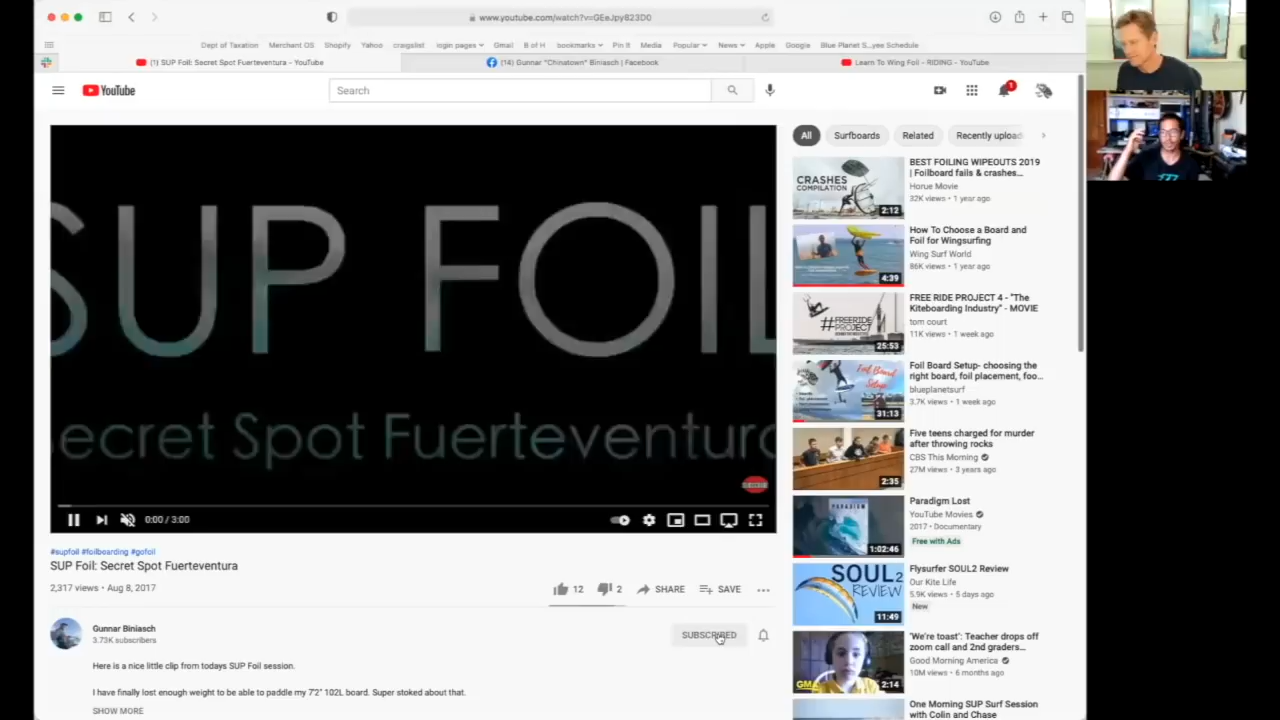 www.youtube.com/watch?v=GEeJpy823D0
Dept of Taxation Merchant OS Shopify Yahoo craigslist login pages Gmail B of H bookmarks Pin It Media Popular News Apple Google Blue Planet S...yee Schedule
(1) SUP Foil: Secret Spot Fuerteventura - YouTube
(14) Gunnar "Chinatown" Biniasch | Facebook
Learn To Wing Foil - RIDING - YouTube
YouTube
Search
1
SUP FOIL
ecret Spot Fuerteventura
0:00 / 3:00
#supfoil #foilboarding #gofoil
SUP Foil: Secret Spot Fuerteventura
2,317 views • Aug 8, 2017
12
2
SHARE
SAVE
Gunnar Biniasch
3.73K subscribers
SUBSCRIBED
Here is a nice little clip from todays SUP Foil session.
I have finally lost enough weight to be able to paddle my 7'2" 102L board. Super stoked about that.
SHOW MORE
All Surfboards Related Recently upload
CRASHES
COMPILATION
2:12
BEST FOILING WIPEOUTS 2019
| Foilboard fails & crashes...
Horue Movie
32K views • 1 year ago
4:39
How To Choose a Board and
Foil for Wingsurfing
Wing Surf World
86K views • 1 year ago
#FREERIDE
PROJECT
25:53
FREE RIDE PROJECT 4 - "The
Kiteboarding Industry" - MOVIE
tom court
11K views • 1 week ago
Foil Board
Setup
31:13
Foil Board Setup- choosing the
right board, foil placement, foo...
blueplanetsurf
3.7K views • 1 week ago
2:35
Five teens charged for murder
after throwing rocks
CBS This Morning
27M views • 3 years ago
PARADIGM
1:02:46
Paradigm Lost
YouTube Movies
2017 • Documentary
Free with Ads
SOUL2
REVIEW
11:49
Flysurfer SOUL2 Review
Our Kite Life
5.9K views • 5 days ago
New
GMA
2:14
'We're toast': Teacher drops off
zoom call and 2nd graders...
Good Morning America
10M views • 6 months ago
One Morning SUP Surf Session
with Colin and Chase